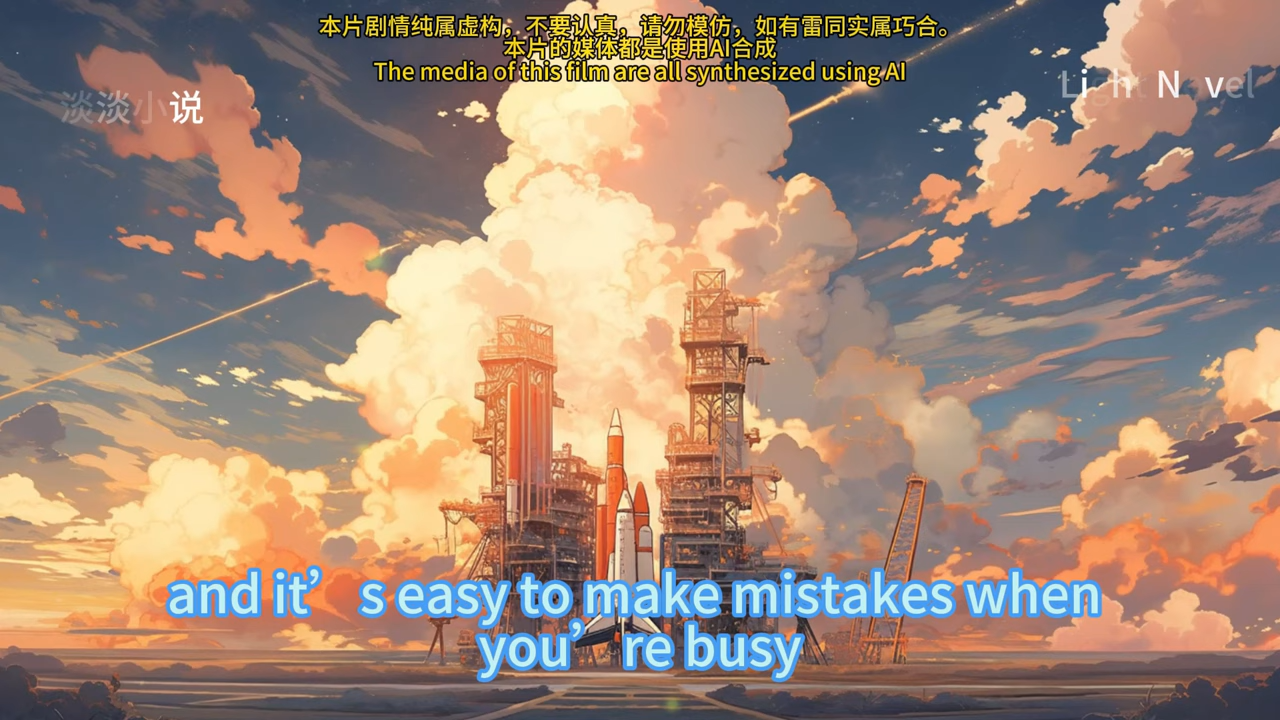 本片剧情纯属虚构，不要认真，请勿模仿，如有雷同实属巧合。
本片的媒体都是使用AI合成
The media of this film are all synthesized using AI
淡淡小说
Light Novel
and it’s easy to make mistakes when
you’re busy